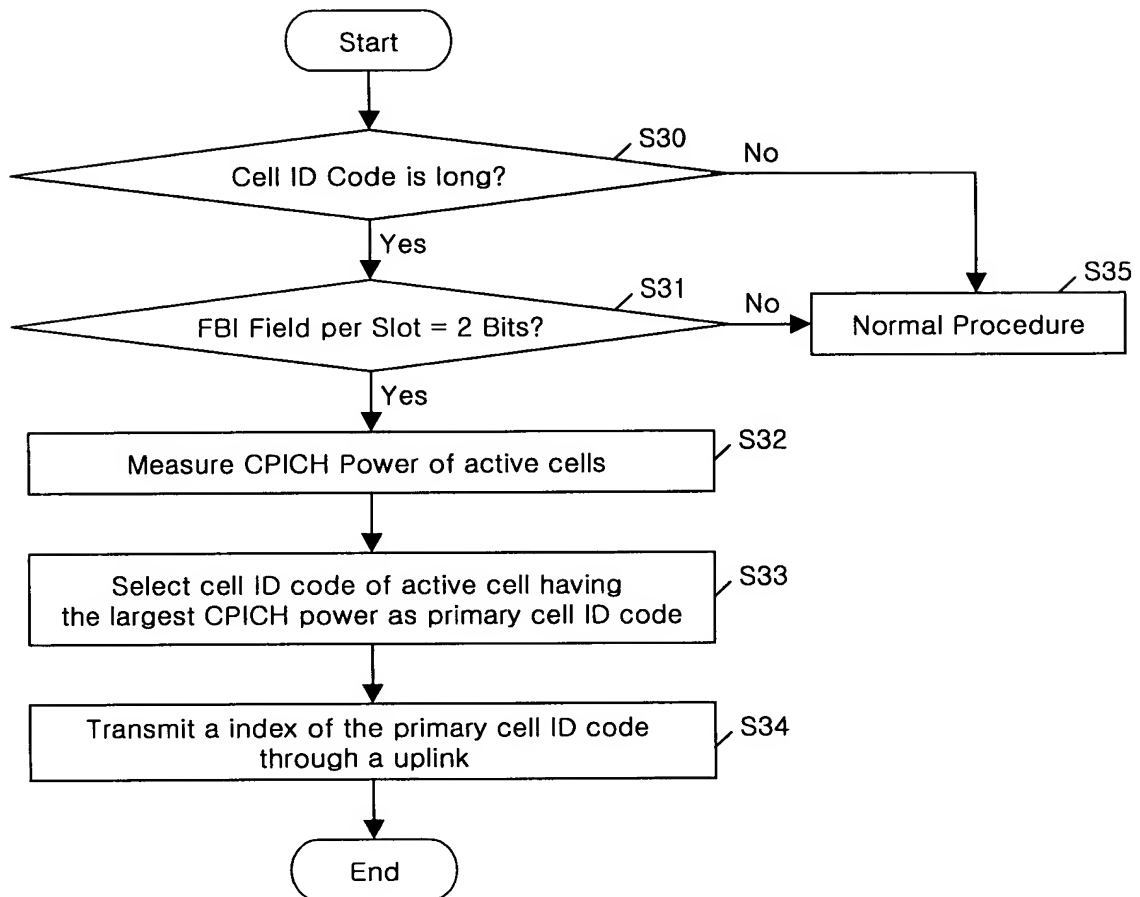 Start
S30
Cell ID Code is long?
No
Yes
S31
FBI Field per Slot = 2 Bits?
No
S35
Normal Procedure
Yes
S32
Measure CPICH Power of active cells
S33
Select cell ID code of active cell having
the largest CPICH power as primary cell ID code
S34
Transmit a index of the primary cell ID code
through a uplink
End